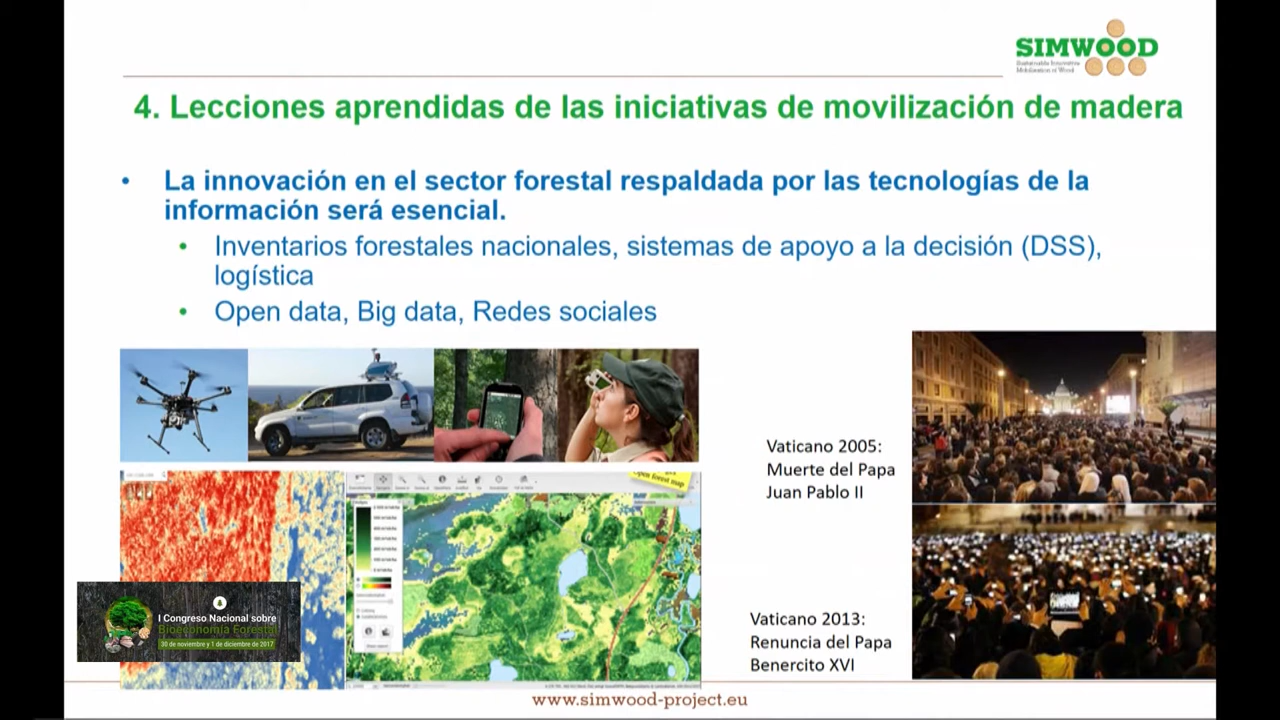 SIMWOOD
Sustainable Innovative
Mobilisation of Wood
4. Lecciones aprendidas de las iniciativas de movilización de madera
• La innovación en el sector forestal respaldada por las tecnologías de la
información será esencial.
• Inventarios forestales nacionales, sistemas de apoyo a la decisión (DSS),
logística
• Open data, Big data, Redes sociales
Open forest map
Vaticano 2005:
Muerte del Papa
Juan Pablo II
Vaticano 2013:
Renuncia del Papa
Benercito XVI
I Congreso Nacional sobre
Bioeconomía Forestal
30 de noviembre y 1 de diciembre de 2017
www.simwood-project.eu